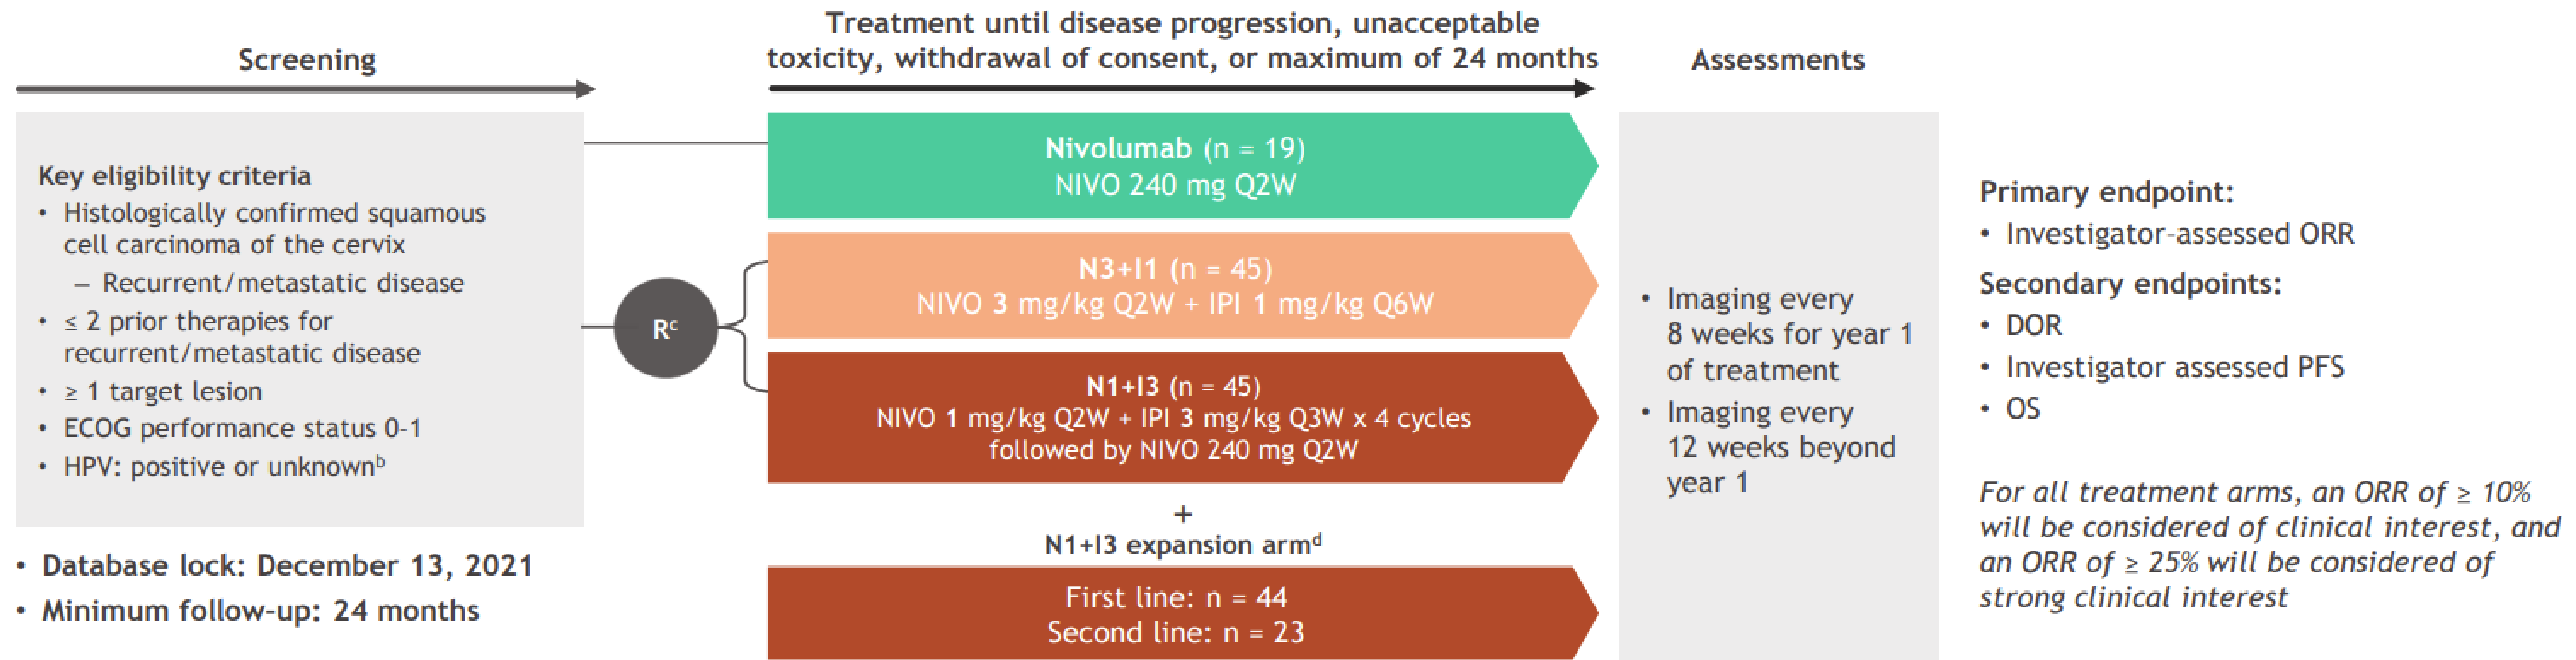 Screening
Key eligibility criteria
• Histologically confirmed squamous
cell carcinoma of the cervix
– Recurrent/metastatic disease
• ≤ 2 prior therapies for
recurrent/metastatic disease
• ≥ 1 target lesion
• ECOG performance status 0–1
• HPV: positive or unknownᵇ
• Database lock: December 13, 2021
• Minimum follow-up: 24 months
Rᶜ
Treatment until disease progression, unacceptable
toxicity, withdrawal of consent, or maximum of 24 months
Nivolumab (n = 19)
NIVO 240 mg Q2W
N3+I1 (n = 45)
NIVO 3 mg/kg Q2W + IPI 1 mg/kg Q6W
N1+I3 (n = 45)
NIVO 1 mg/kg Q2W + IPI 3 mg/kg Q3W x 4 cycles
followed by NIVO 240 mg Q2W
+
N1+I3 expansion armᵈ
First line: n = 44
Second line: n = 23
Assessments
• Imaging every
8 weeks for year 1
of treatment
• Imaging every
12 weeks beyond
year 1
Primary endpoint:
• Investigator-assessed ORR
Secondary endpoints:
• DOR
• Investigator assessed PFS
• OS
For all treatment arms, an ORR of ≥ 10%
will be considered of clinical interest, and
an ORR of ≥ 25% will be considered of
strong clinical interest